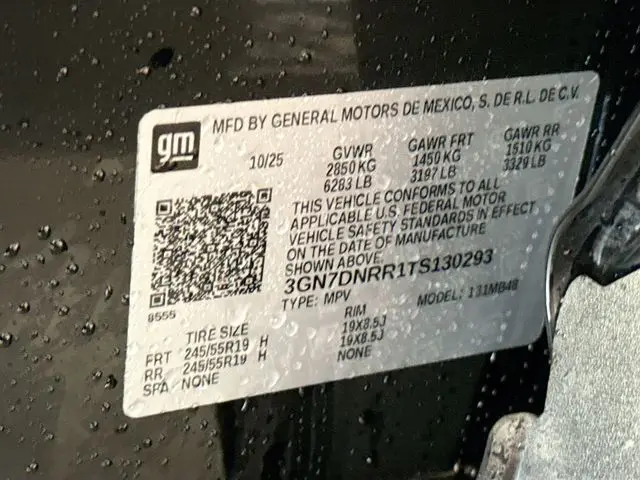 gm
MFD BY GENERAL MOTORS DE MEXICO, S. DE R.L. DE C.V.
10/25 GVWR GAWR FRT GAWR RR
2850 KG 1450 KG 1510 KG
6283 LB 3197 LB 3329 LB
THIS VEHICLE CONFORMS TO ALL
APPLICABLE U.S. FEDERAL MOTOR
VEHICLE SAFETY STANDARDS IN EFFECT
ON THE DATE OF MANUFACTURE
SHOWN ABOVE.
3GN7DNRR1TS130293
8555 TYPE: MPV MODEL: 131MB48
TIRE SIZE RIM
FRT 245/55R19 H 19X8.5J
RR 245/55R19 H 19X8.5J
SPA NONE NONE